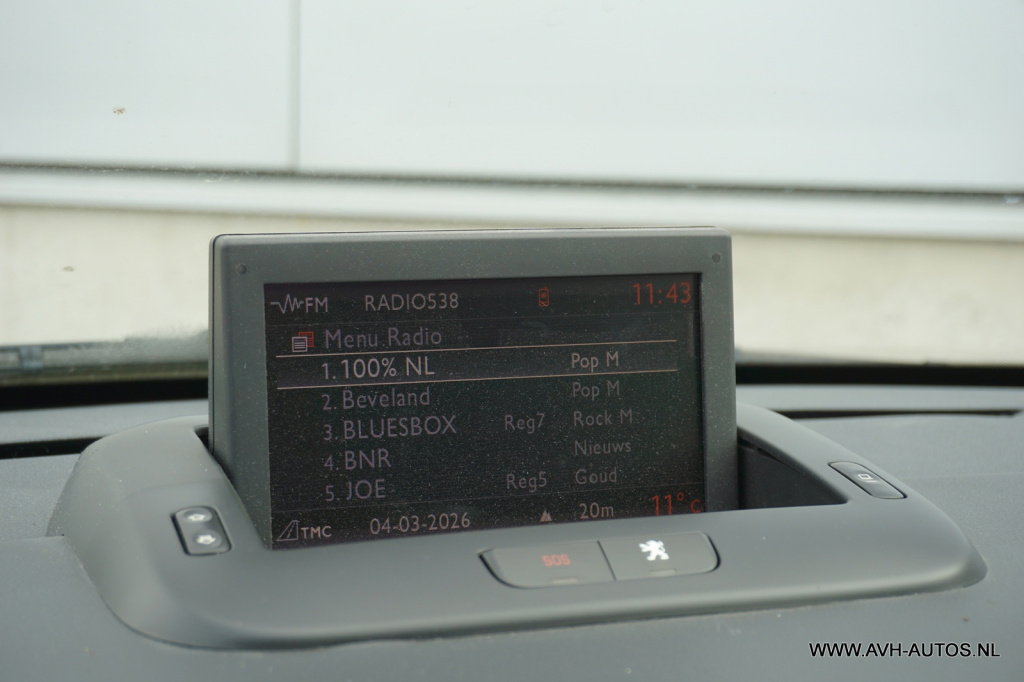 FM RADIO538 11:43
Menu Radio
1. 100% NL Pop M
2. Beveland Pop M
3. BLUESBOX Reg7 Rock M
4. BNR Nieuws
5. JOE Reg5 Goud
TMC 04-03-2026 20m 11°c
SOS
WWW.AVH-AUTOS.NL